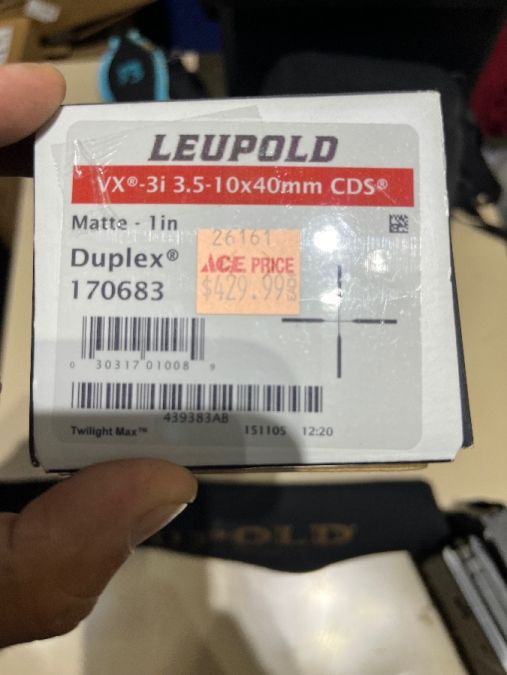 LEUPOLD
VX®-3i 3.5-10x40mm CDS®
Matte - 1in
Duplex®
170683
26161
ACE PRICE
$429.99
0 30317 01008 9
439383AB
Twilight Max™
151105 12:20